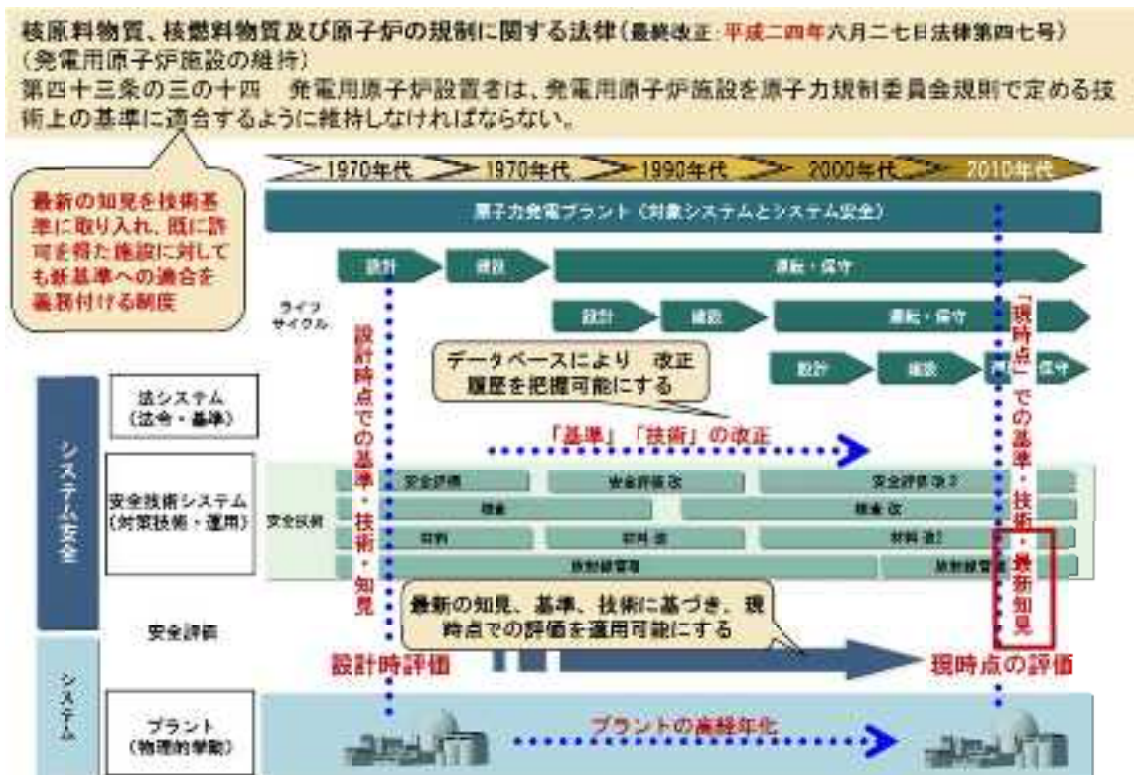 核原料物質、核燃料物質及び原子炉の規制に関する法律(最終改正:平成二四年六月二七日法律第四七号)
(発電用原子炉施設の維持)
第四十三条の三の十四　発電用原子炉設置者は、発電用原子炉施設を原子力規制委員会規則で定める技
術上の基準に適合するように維持しなければならない。
1970年代
1970年代
1990年代
2000年代
2010年代
最新の知見を技術基
準に取り入れ、既に許
可を得た施設に対して
も新基準への適合を
義務付ける制度
原子力発電プラント（対象システムとシステム安全）
設計
建設
運転・保守
ライフ
サイクル
設計
建設
運転・保守
設計
建設
保守
データベースにより　改正
履歴を把握可能にする
設計時点での基準・技術・知見
「現時点」での基準・技術・最新知見
システム安全
法システム
(法令・基準)
「基準」「技術」の改正
安全技術システム
(対策技術・運用)
安全技術
安全評価
安全評価 改
安全評価 改2
検査
検査 改
材料
材料 改
材料 改2
放射線管理
放射線管理
最新の知見、基準、技術に基づき、現
時点での評価を運用可能にする
安全評価
設計時評価
現時点の評価
システム
プラント
(物理的挙動)
プラントの高経年化